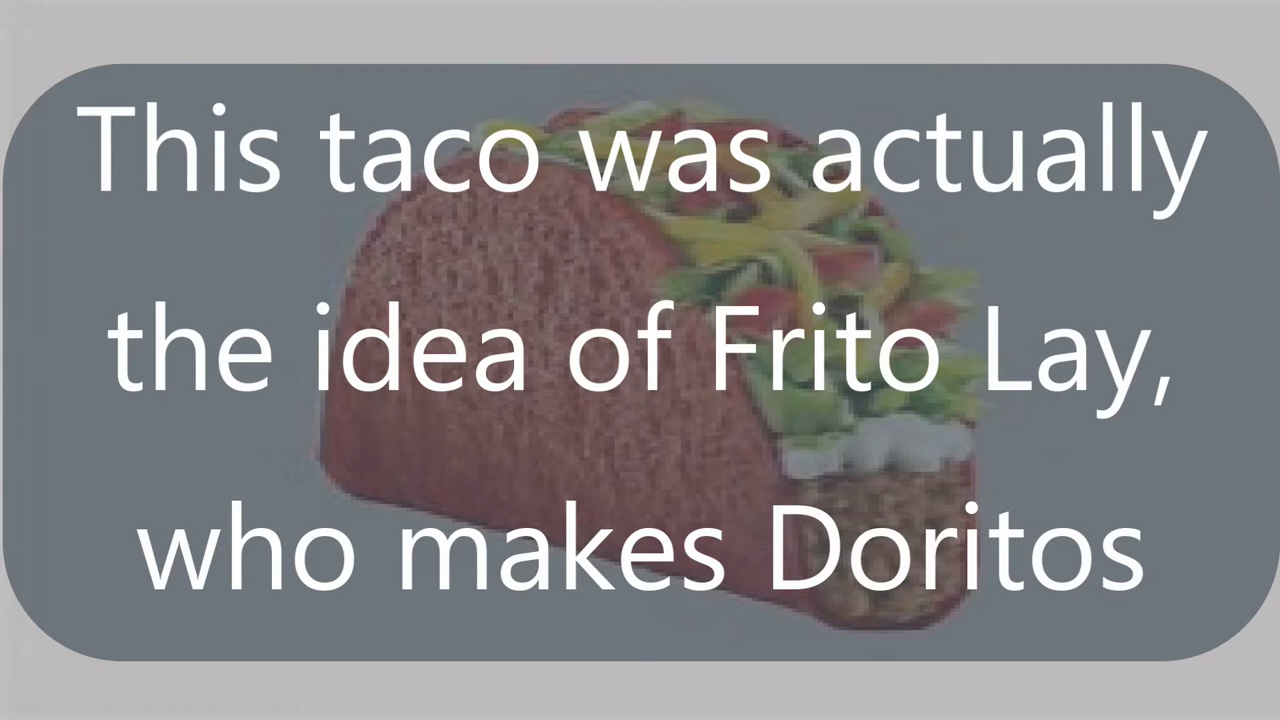 This taco was actually
the idea of Frito Lay,
who makes Doritos